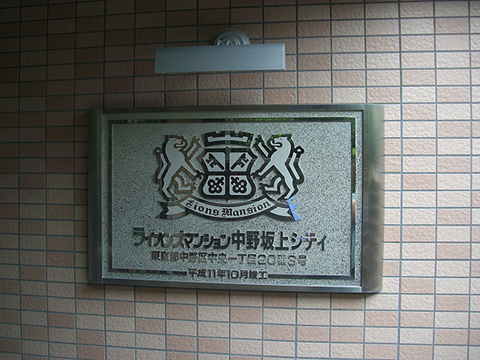 Lions Mansion
ライオンズマンション中野坂上シティ
東京都中野区中央一丁目20番8号
平成11年10月竣工